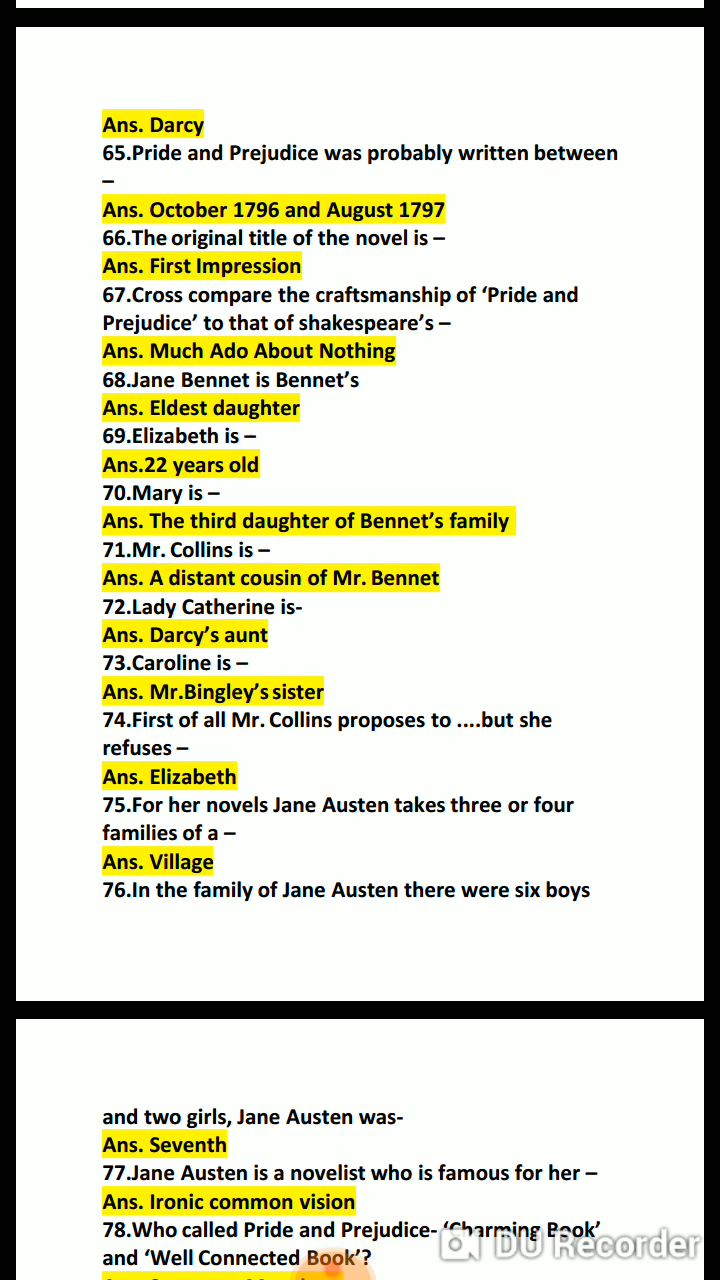 Ans. Darcy
65.Pride and Prejudice was probably written between
–
Ans. October 1796 and August 1797
66.The original title of the novel is –
Ans. First Impression
67.Cross compare the craftsmanship of ‘Pride and
Prejudice’ to that of shakespeare’s –
Ans. Much Ado About Nothing
68.Jane Bennet is Bennet’s
Ans. Eldest daughter
69.Elizabeth is –
Ans.22 years old
70.Mary is –
Ans. The third daughter of Bennet’s family
71.Mr. Collins is –
Ans. A distant cousin of Mr. Bennet
72.Lady Catherine is-
Ans. Darcy’s aunt
73.Caroline is –
Ans. Mr.Bingley’s sister
74.First of all Mr. Collins proposes to ....but she
refuses –
Ans. Elizabeth
75.For her novels Jane Austen takes three or four
families of a –
Ans. Village
76.In the family of Jane Austen there were six boys
and two girls, Jane Austen was-
Ans. Seventh
77.Jane Austen is a novelist who is famous for her –
Ans. Ironic common vision
78.Who called Pride and Prejudice- ‘Charming Book’
and ‘Well Connected Book’?
DU Recorder